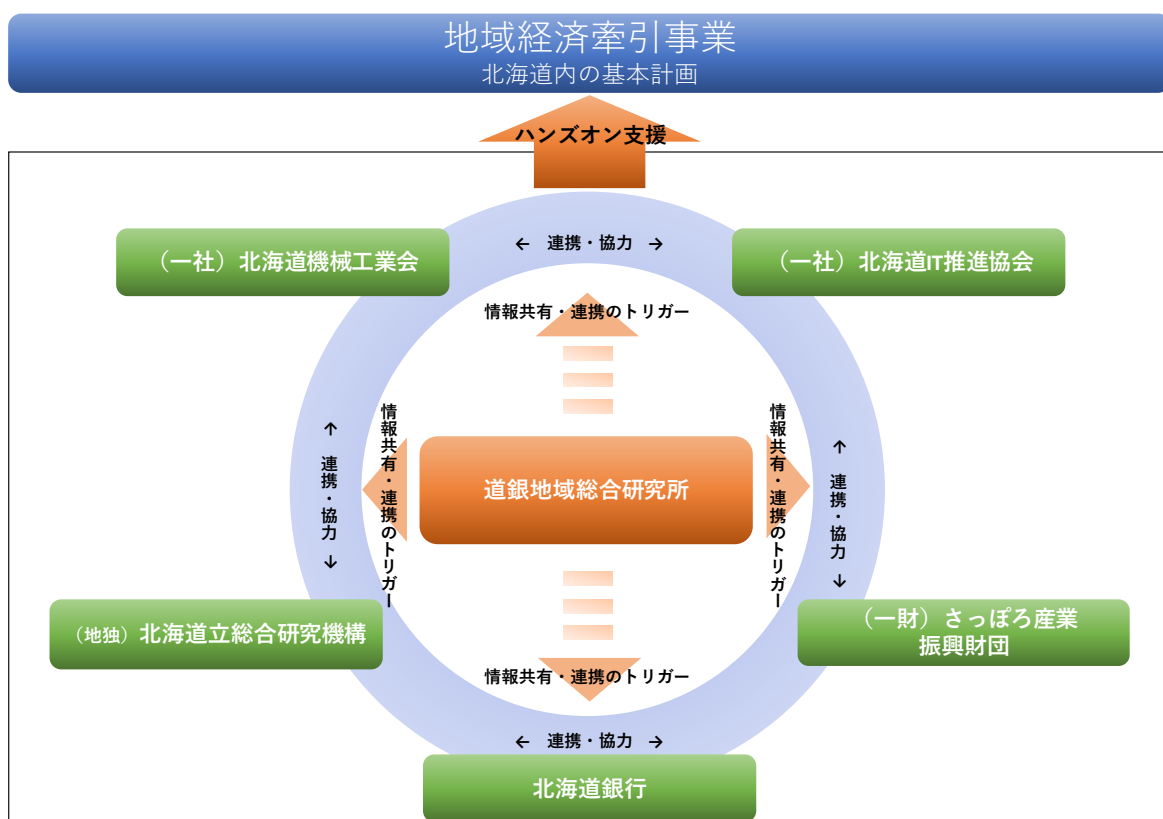 地域経済牽引事業
北海道内の基本計画
ハンズオン支援
← 連携・協力 →
（一社）北海道機械工業会
（一社）北海道IT推進協会
情報共有・連携のトリガー
情報共有・連携のトリガー
情報共有・連携のトリガー
↑ 連携・協力 ↓
↑ 連携・協力 ↓
道銀地域総合研究所
（地独）北海道立総合研究機構
（一財）さっぽろ産業
振興財団
情報共有・連携のトリガー
← 連携・協力 →
北海道銀行